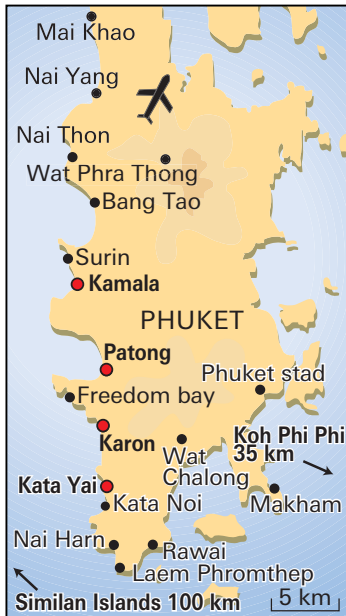 Mai Khao
Nai Yang
Nai Thon
Wat Phra Thong
Bang Tao
Surin
Kamala
PHUKET
Patong
Phuket stad
Freedom bay
Karon
Koh Phi Phi
35 km
Wat
Chalong
Kata Yai
Kata Noi
Makham
Nai Harn
Rawai
Laem Phromthep
Similan Islands 100 km
5 km